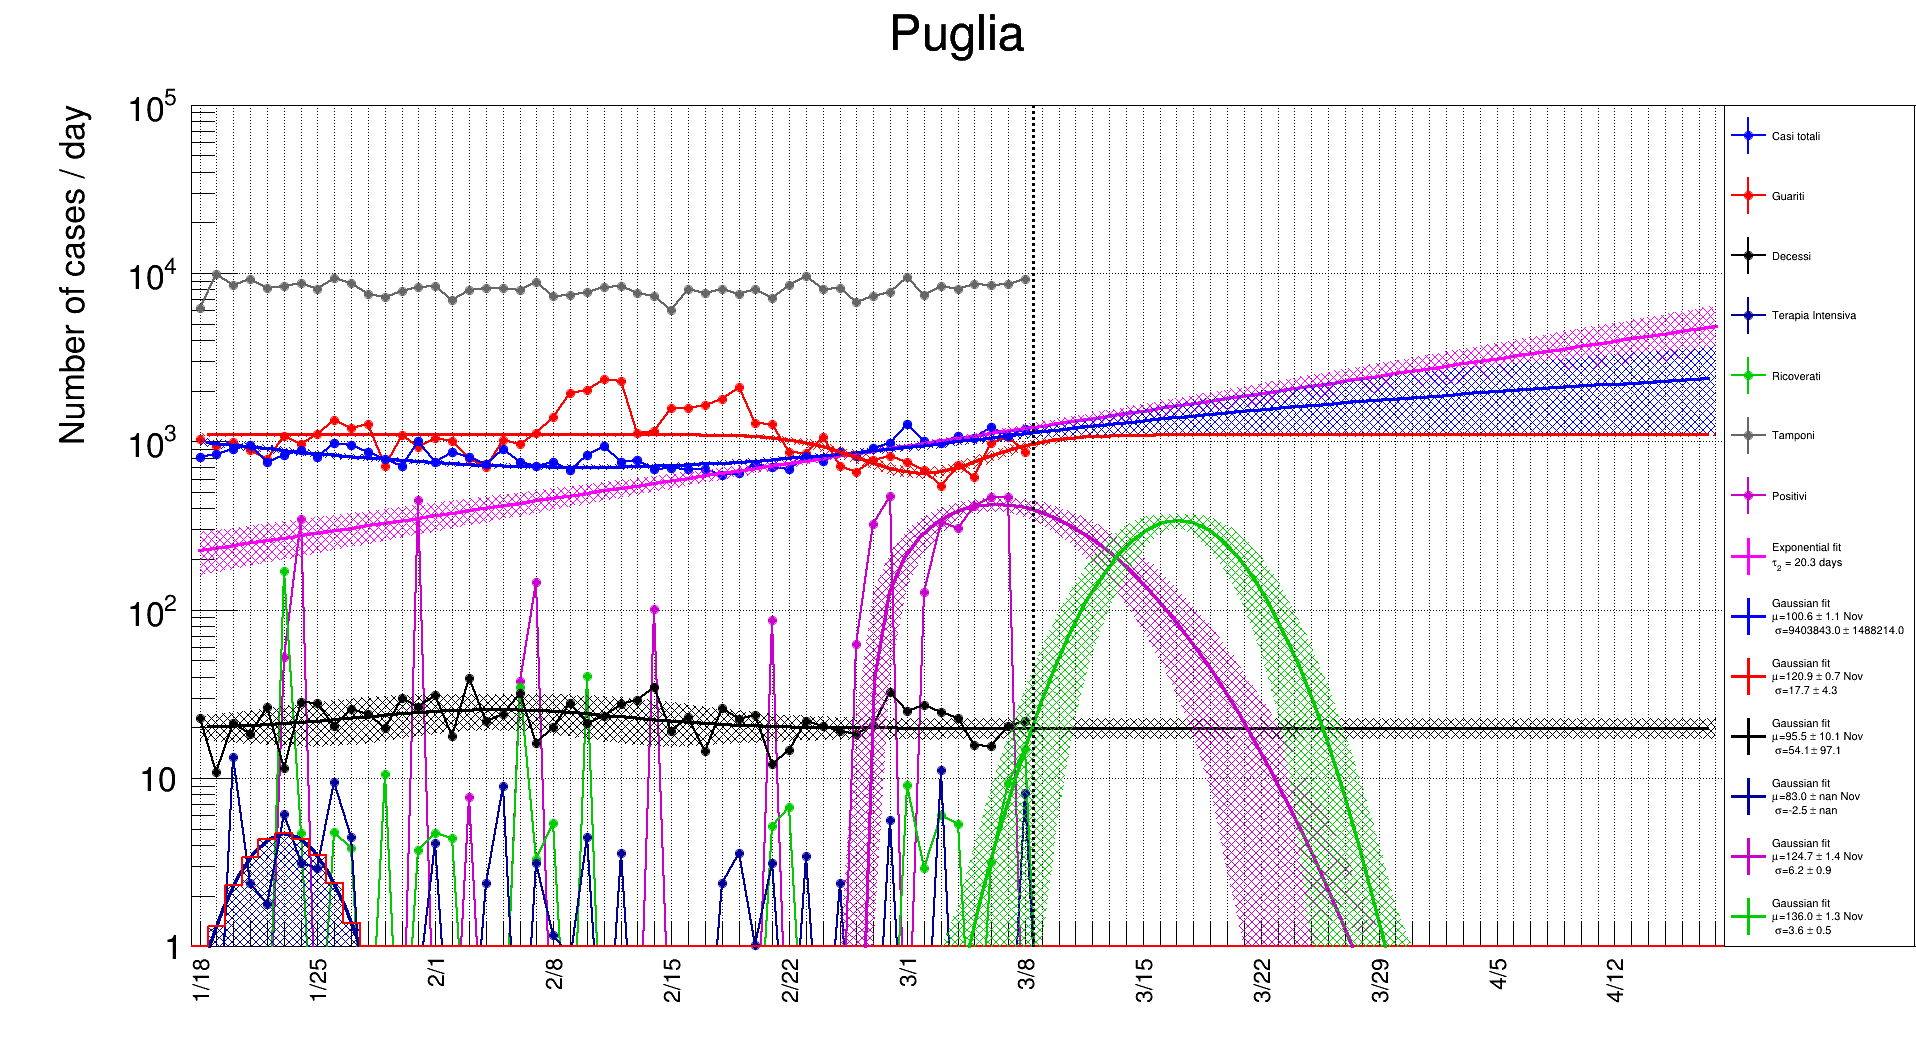 Puglia
Number of cases / day
10^5
10^4
10^3
10^2
10
1
1/18
1/25
2/1
2/8
2/15
2/22
3/1
3/8
3/15
3/22
3/29
4/5
4/12
Casi totali
Guariti
Decessi
Terapia Intensiva
Ricoverati
Tamponi
Positivi
Exponential fit
τ_2 = 20.3 days
Gaussian fit
μ=100.6 ± 1.1 Nov
σ=9403843.0 ± 1488214.0
Gaussian fit
μ=120.9 ± 0.7 Nov
σ=17.7 ± 4.3
Gaussian fit
μ=95.5 ± 10.1 Nov
σ=54.1 ± 97.1
Gaussian fit
μ=83.0 ± nan Nov
σ=-2.5 ± nan
Gaussian fit
μ=124.7 ± 1.4 Nov
σ=6.2 ± 0.9
Gaussian fit
μ=136.0 ± 1.3 Nov
σ=3.6 ± 0.5